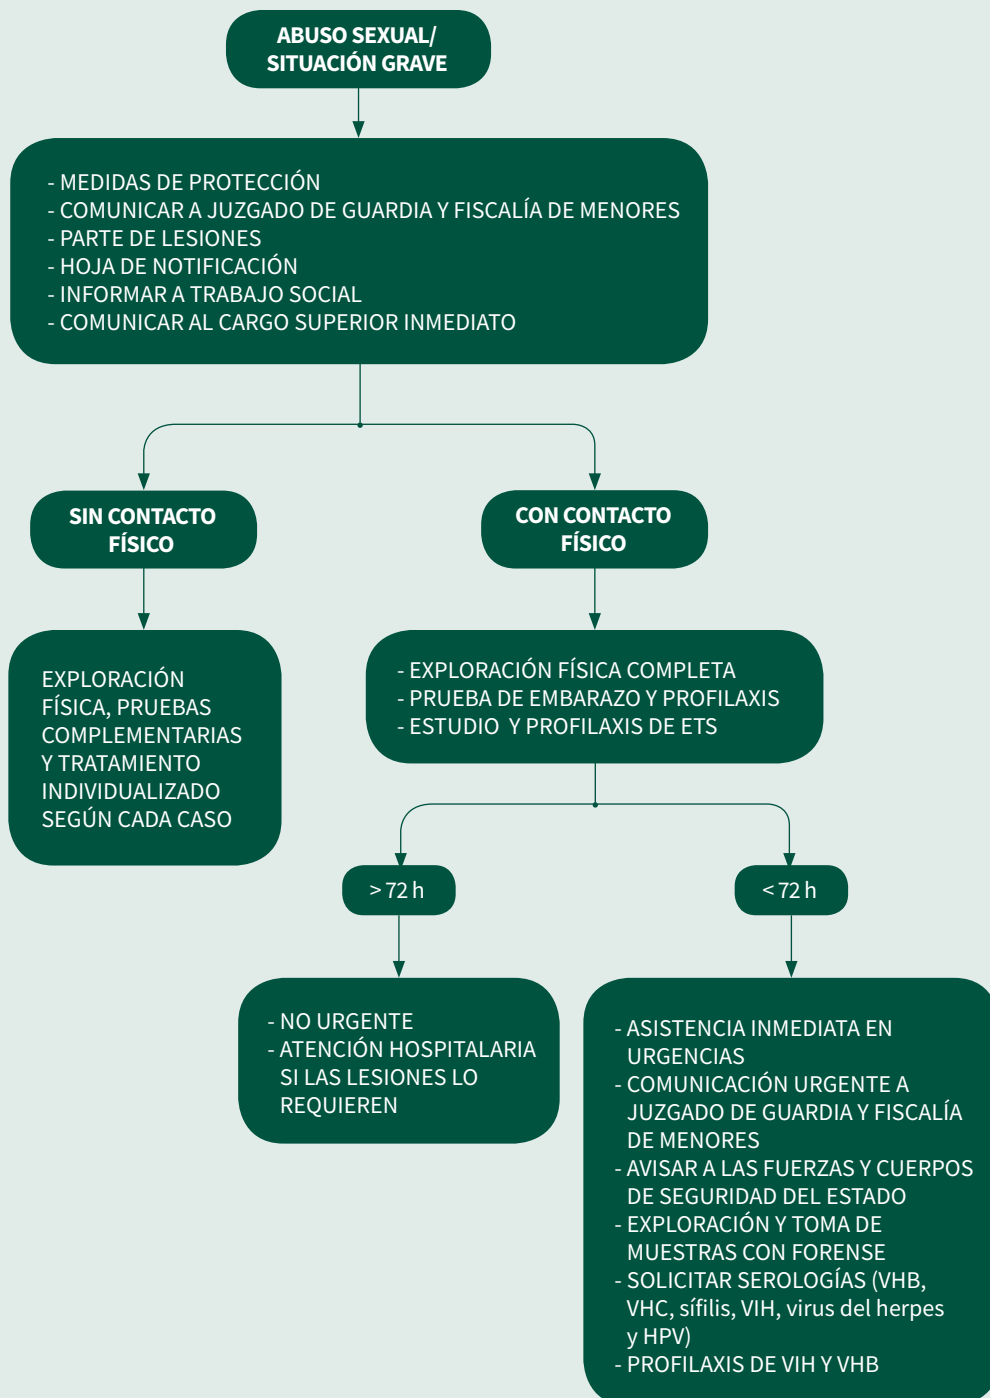 ABUSO SEXUAL/
SITUACIÓN GRAVE
- MEDIDAS DE PROTECCIÓN
- COMUNICAR A JUZGADO DE GUARDIA Y FISCALÍA DE MENORES
- PARTE DE LESIONES
- HOJA DE NOTIFICACIÓN
- INFORMAR A TRABAJO SOCIAL
- COMUNICAR AL CARGO SUPERIOR INMEDIATO
SIN CONTACTO
FÍSICO
CON CONTACTO
FÍSICO
EXPLORACIÓN
FÍSICA, PRUEBAS
COMPLEMENTARIAS
Y TRATAMIENTO
INDIVIDUALIZADO
SEGÚN CADA CASO
- EXPLORACIÓN FÍSICA COMPLETA
- PRUEBA DE EMBARAZO Y PROFILAXIS
- ESTUDIO Y PROFILAXIS DE ETS
> 72 h
< 72 h
- NO URGENTE
- ATENCIÓN HOSPITALARIA
SI LAS LESIONES LO
REQUIEREN
- ASISTENCIA INMEDIATA EN
URGENCIAS
- COMUNICACIÓN URGENTE A
JUZGADO DE GUARDIA Y FISCALÍA
DE MENORES
- AVISAR A LAS FUERZAS Y CUERPOS
DE SEGURIDAD DEL ESTADO
- EXPLORACIÓN Y TOMA DE
MUESTRAS CON FORENSE
- SOLICITAR SEROLOGÍAS (VHB,
VHC, sífilis, VIH, virus del herpes
y HPV)
- PROFILAXIS DE VIH Y VHB